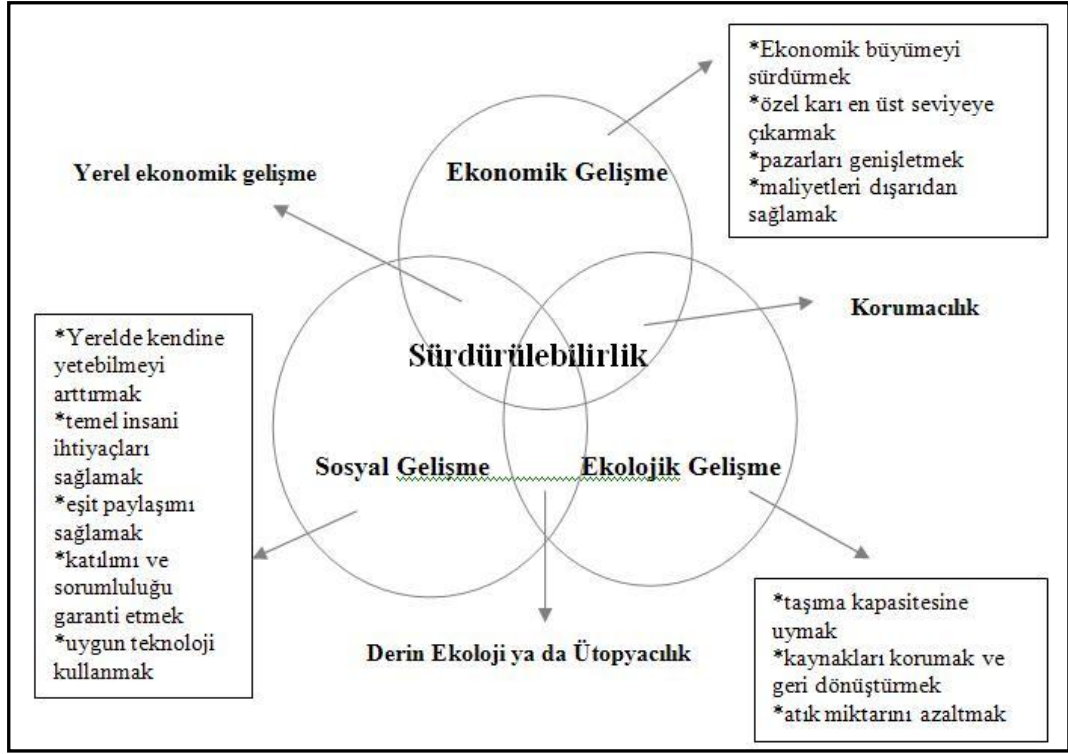 *Ekonomik büyümeyi
sürdürmek
*özel karı en üst seviyeye
çıkarmak
*pazarları genişletmek
*maliyetleri dışarıdan
sağlamak
Yerel ekonomik gelişme
Ekonomik Gelişme
Korumacılık
Sürdürülebilirlik
*Yerelde kendine
yetebilmeyi
arttırmak
*temel insani
ihtiyaçları
sağlamak
*eşit paylaşımı
sağlamak
*katılımı ve
sorumluluğu
garanti etmek
*uygun teknoloji
kullanmak
Sosyal Gelişme
Ekolojik Gelişme
Derin Ekoloji ya da Ütopyacılık
*taşıma kapasitesine
uymak
*kaynakları korumak ve
geri dönüştürmek
*atık miktarını azaltmak